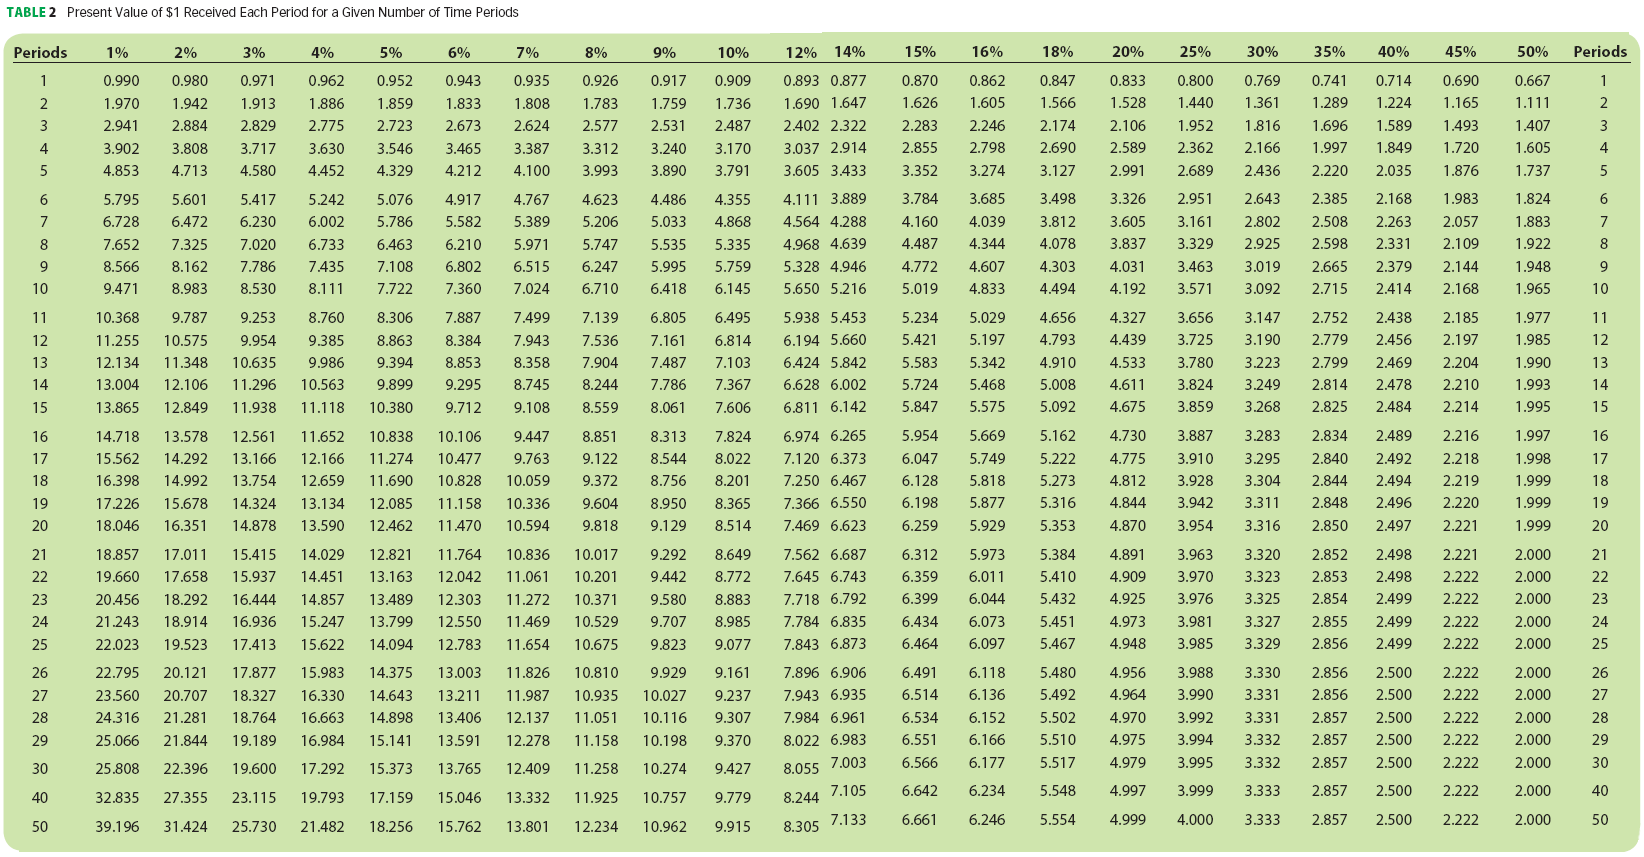 TABLE 2 Present Value of $1 Received Each Period for a Given Number of Time Periods
Periods 1% 2% 3% 4% 5% 6% 7% 8% 9% 10% 12% 14% 15% 16% 18% 20% 25% 30% 35% 40% 45% 50% Periods
1 0.990 0.980 0.971 0.962 0.952 0.943 0.935 0.926 0.917 0.909 0.893 0.877 0.870 0.862 0.847 0.833 0.800 0.769 0.741 0.714 0.690 0.667 1
2 1.970 1.942 1.913 1.886 1.859 1.833 1.808 1.783 1.759 1.736 1.690 1.647 1.626 1.605 1.566 1.528 1.440 1.361 1.289 1.224 1.165 1.111 2
3 2.941 2.884 2.829 2.775 2.723 2.673 2.624 2.577 2.531 2.487 2.402 2.322 2.283 2.246 2.174 2.106 1.952 1.816 1.696 1.589 1.493 1.407 3
4 3.902 3.808 3.717 3.630 3.546 3.465 3.387 3.312 3.240 3.170 3.037 2.914 2.855 2.798 2.690 2.589 2.362 2.166 1.997 1.849 1.720 1.605 4
5 4.853 4.713 4.580 4.452 4.329 4.212 4.100 3.993 3.890 3.791 3.605 3.433 3.352 3.274 3.127 2.991 2.689 2.436 2.220 2.035 1.876 1.737 5
6 5.795 5.601 5.417 5.242 5.076 4.917 4.767 4.623 4.486 4.355 4.111 3.889 3.784 3.685 3.498 3.326 2.951 2.643 2.385 2.168 1.983 1.824 6
7 6.728 6.472 6.230 6.002 5.786 5.582 5.389 5.206 5.033 4.868 4.564 4.288 4.160 4.039 3.812 3.605 3.161 2.802 2.508 2.263 2.057 1.883 7
8 7.652 7.325 7.020 6.733 6.463 6.210 5.971 5.747 5.535 5.335 4.968 4.639 4.487 4.344 4.078 3.837 3.329 2.925 2.598 2.331 2.109 1.922 8
9 8.566 8.162 7.786 7.435 7.108 6.802 6.515 6.247 5.995 5.759 5.328 4.946 4.772 4.607 4.303 4.031 3.463 3.019 2.665 2.379 2.144 1.948 9
10 9.471 8.983 8.530 8.111 7.722 7.360 7.024 6.710 6.418 6.145 5.650 5.216 5.019 4.833 4.494 4.192 3.571 3.092 2.715 2.414 2.168 1.965 10
11 10.368 9.787 9.253 8.760 8.306 7.887 7.499 7.139 6.805 6.495 5.938 5.453 5.234 5.029 4.656 4.327 3.656 3.147 2.752 2.438 2.185 1.977 11
12 11.255 10.575 9.954 9.385 8.863 8.384 7.943 7.536 7.161 6.814 6.194 5.660 5.421 5.197 4.793 4.439 3.725 3.190 2.779 2.456 2.197 1.985 12
13 12.134 11.348 10.635 9.986 9.394 8.853 8.358 7.904 7.487 7.103 6.424 5.842 5.583 5.342 4.910 4.533 3.780 3.223 2.799 2.469 2.204 1.990 13
14 13.004 12.106 11.296 10.563 9.899 9.295 8.745 8.244 7.786 7.367 6.628 6.002 5.724 5.468 5.008 4.611 3.824 3.249 2.814 2.478 2.210 1.993 14
15 13.865 12.849 11.938 11.118 10.380 9.712 9.108 8.559 8.061 7.606 6.811 6.142 5.847 5.575 5.092 4.675 3.859 3.268 2.825 2.484 2.214 1.995 15
16 14.718 13.578 12.561 11.652 10.838 10.106 9.447 8.851 8.313 7.824 6.974 6.265 5.954 5.669 5.162 4.730 3.887 3.283 2.834 2.489 2.216 1.997 16
17 15.562 14.292 13.166 12.166 11.274 10.477 9.763 9.122 8.544 8.022 7.120 6.373 6.047 5.749 5.222 4.775 3.910 3.295 2.840 2.492 2.218 1.998 17
18 16.398 14.992 13.754 12.659 11.690 10.828 10.059 9.372 8.756 8.201 7.250 6.467 6.128 5.818 5.273 4.812 3.928 3.304 2.844 2.494 2.219 1.999 18
19 17.226 15.678 14.324 13.134 12.085 11.158 10.336 9.604 8.950 8.365 7.366 6.550 6.198 5.877 5.316 4.844 3.942 3.311 2.848 2.496 2.220 1.999 19
20 18.046 16.351 14.878 13.590 12.462 11.470 10.594 9.818 9.129 8.514 7.469 6.623 6.259 5.929 5.353 4.870 3.954 3.316 2.850 2.497 2.221 1.999 20
21 18.857 17.011 15.415 14.029 12.821 11.764 10.836 10.017 9.292 8.649 7.562 6.687 6.312 5.973 5.384 4.891 3.963 3.320 2.852 2.498 2.221 2.000 21
22 19.660 17.658 15.937 14.451 13.163 12.042 11.061 10.201 9.442 8.772 7.645 6.743 6.359 6.011 5.410 4.909 3.970 3.323 2.853 2.498 2.222 2.000 22
23 20.456 18.292 16.444 14.857 13.489 12.303 11.272 10.371 9.580 8.883 7.718 6.792 6.399 6.044 5.432 4.925 3.976 3.325 2.854 2.499 2.222 2.000 23
24 21.243 18.914 16.936 15.247 13.799 12.550 11.469 10.529 9.707 8.985 7.784 6.835 6.434 6.073 5.451 4.973 3.981 3.327 2.855 2.499 2.222 2.000 24
25 22.023 19.523 17.413 15.622 14.094 12.783 11.654 10.675 9.823 9.077 7.843 6.873 6.464 6.097 5.467 4.948 3.985 3.329 2.856 2.499 2.222 2.000 25
26 22.795 20.121 17.877 15.983 14.375 13.003 11.826 10.810 9.929 9.161 7.896 6.906 6.491 6.118 5.480 4.956 3.988 3.330 2.856 2.500 2.222 2.000 26
27 23.560 20.707 18.327 16.330 14.643 13.211 11.987 10.935 10.027 9.237 7.943 6.935 6.514 6.136 5.492 4.964 3.990 3.331 2.856 2.500 2.222 2.000 27
28 24.316 21.281 18.764 16.663 14.898 13.406 12.137 11.051 10.116 9.307 7.984 6.961 6.534 6.152 5.502 4.970 3.992 3.331 2.857 2.500 2.222 2.000 28
29 25.066 21.844 19.189 16.984 15.141 13.591 12.278 11.158 10.198 9.370 8.022 6.983 6.551 6.166 5.510 4.975 3.994 3.332 2.857 2.500 2.222 2.000 29
30 25.808 22.396 19.600 17.292 15.373 13.765 12.409 11.258 10.274 9.427 8.055 7.003 6.566 6.177 5.517 4.979 3.995 3.332 2.857 2.500 2.222 2.000 30
40 32.835 27.355 23.115 19.793 17.159 15.046 13.332 11.925 10.757 9.779 8.244 7.105 6.642 6.234 5.548 4.997 3.999 3.333 2.857 2.500 2.222 2.000 40
50 39.196 31.424 25.730 21.482 18.256 15.762 13.801 12.234 10.962 9.915 8.305 7.133 6.661 6.246 5.554 4.999 4.000 3.333 2.857 2.500 2.222 2.000 50